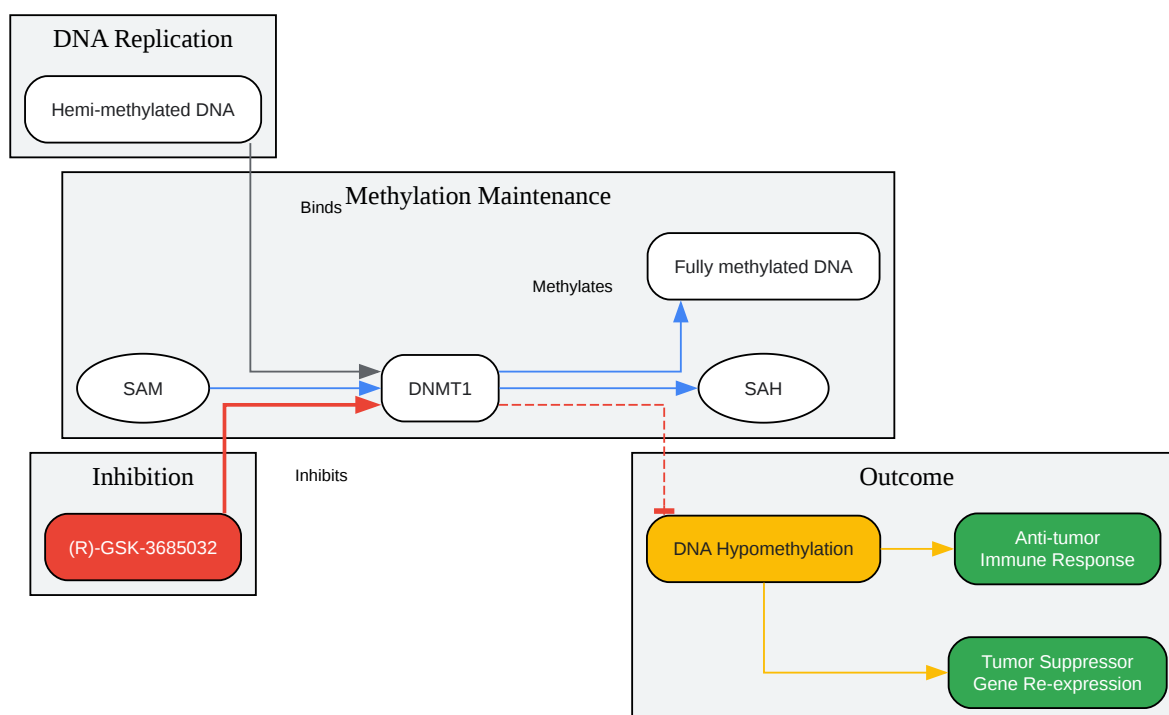 DNA Replication
Hemi-methylated DNA
Binds
Methylation Maintenance
Fully methylated DNA
Methylates
SAM
DNMT1
SAH
Inhibition
Inhibits
(R)-GSK-3685032
Outcome
DNA Hypomethylation
Anti-tumor
Immune Response
Tumor Suppressor
Gene Re-expression